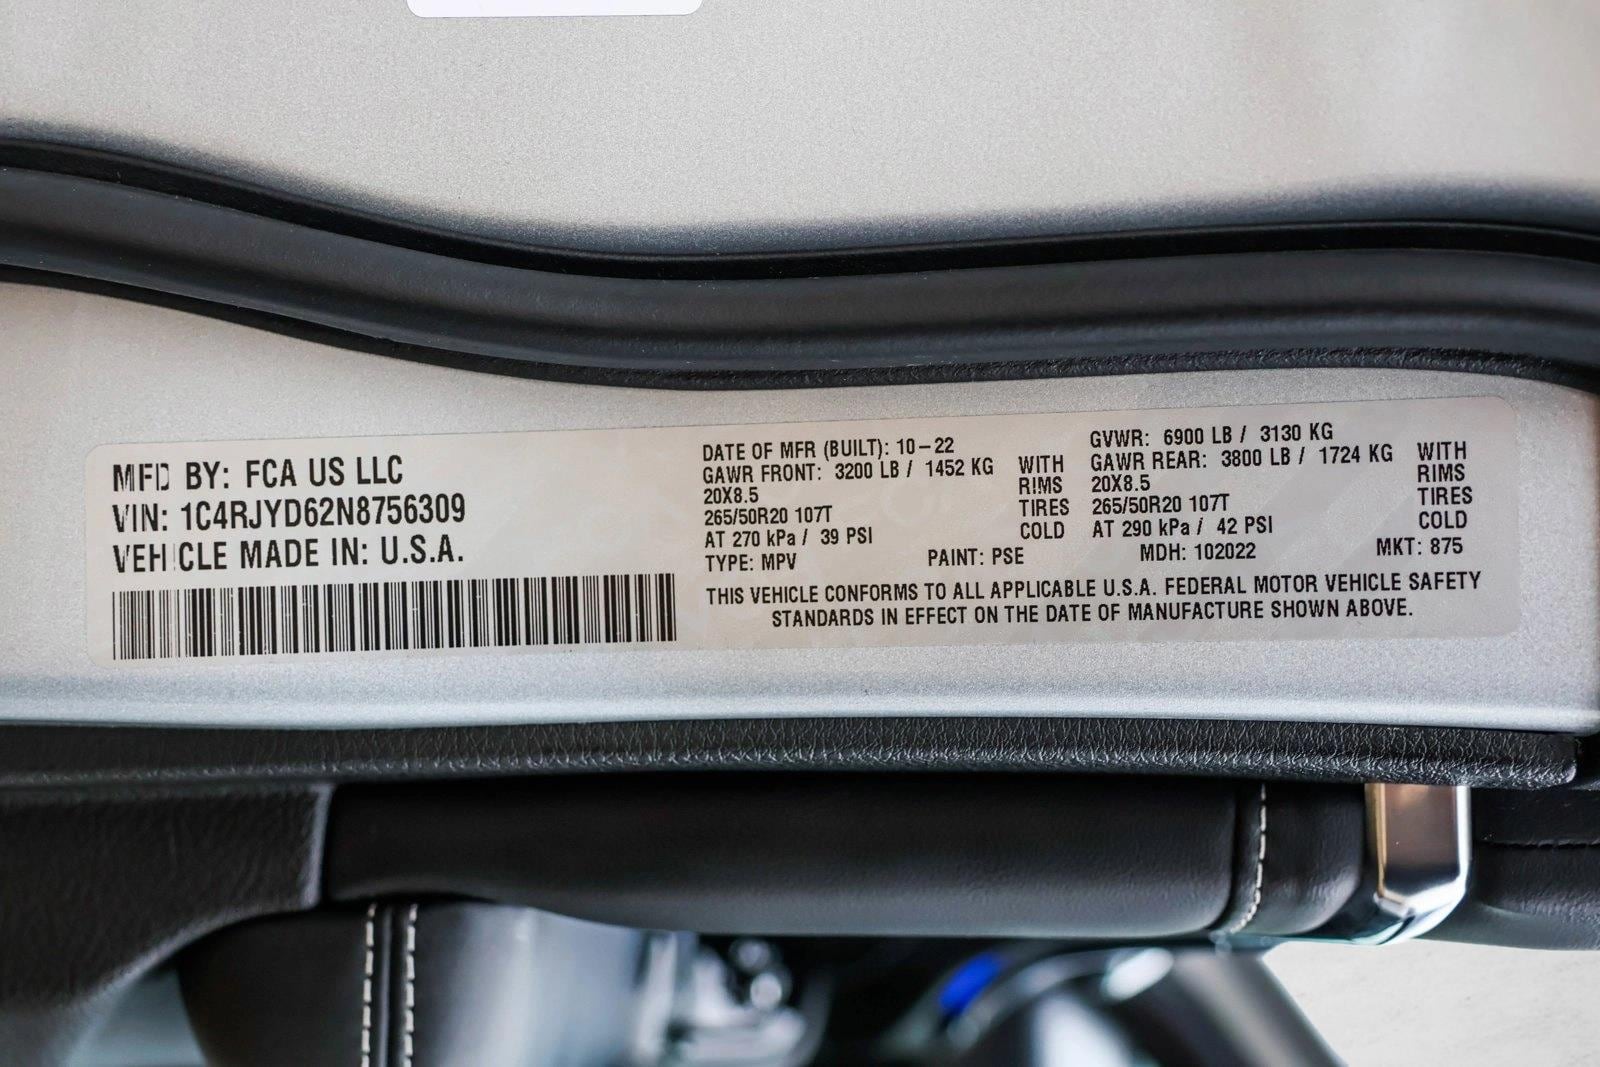 MFD BY: FCA US LLC
VIN: 1C4RJYD62N8756309
VEHICLE MADE IN: U.S.A.
DATE OF MFR (BUILT): 10-22
GAWR FRONT: 3200 LB / 1452 KG WITH
20X8.5 RIMS
265/50R20 107T TIRES
AT 270 kPa / 39 PSI COLD
GVWR: 6900 LB / 3130 KG
GAWR REAR: 3800 LB / 1724 KG WITH
20X8.5 RIMS
265/50R20 107T TIRES
AT 290 kPa / 42 PSI COLD
TYPE: MPV PAINT: PSE MDH: 102022 MKT: 875
THIS VEHICLE CONFORMS TO ALL APPLICABLE U.S.A. FEDERAL MOTOR VEHICLE SAFETY
STANDARDS IN EFFECT ON THE DATE OF MANUFACTURE SHOWN ABOVE.